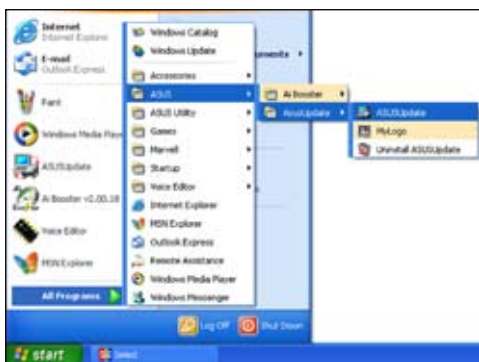 Internet
Internet Explorer
E-mail
Outlook Express
Paint
Windows Media Player
ASUSUpdate
Ai Booster v2.00.18
Voice Editor
MSN Explorer
All Programs
Windows Catalog
Windows Update
Accessories
ASUS
ASUS Utility
Games
Marvell
Startup
Voice Editor
Internet Explorer
MSN Explorer
Outlook Express
Remote Assistance
Windows Media Player
Windows Messenger
ocuments
Ai Booster
AsusUpdate
ASUSUpdate
MyLogo
Uninstall ASUSUpdate
Log Off
Shut Down
start